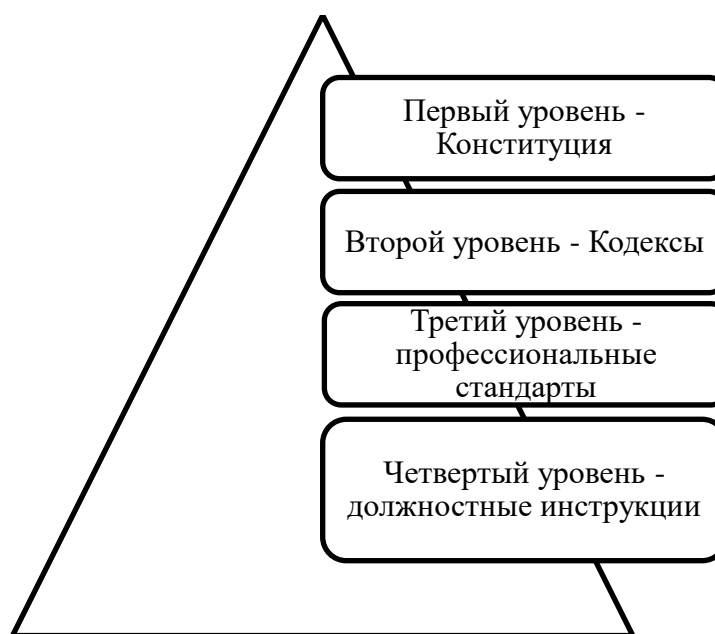 Первый уровень -
Конституция
Второй уровень - Кодексы
Третий уровень -
профессиональные
стандарты
Четвертый уровень -
должностные инструкции